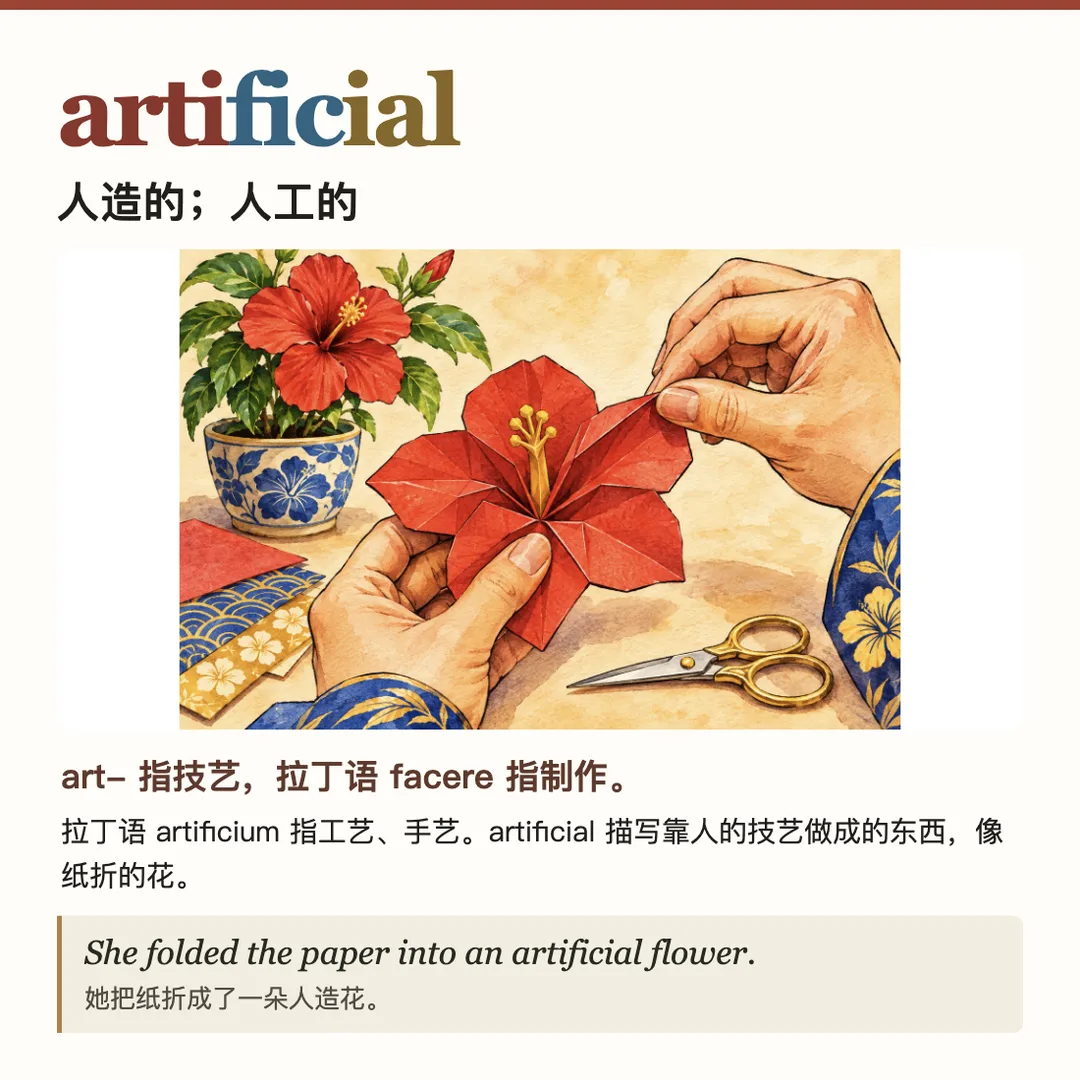 artificial
人造的；人工的
art– 指技艺，拉丁语 facere 指制作。
拉丁语 artificium 指工艺、手艺。artificial 描写靠人的技艺做成的东西，像
纸折的花。
She folded the paper into an artificial flower.
她把纸折成了一朵人造花。